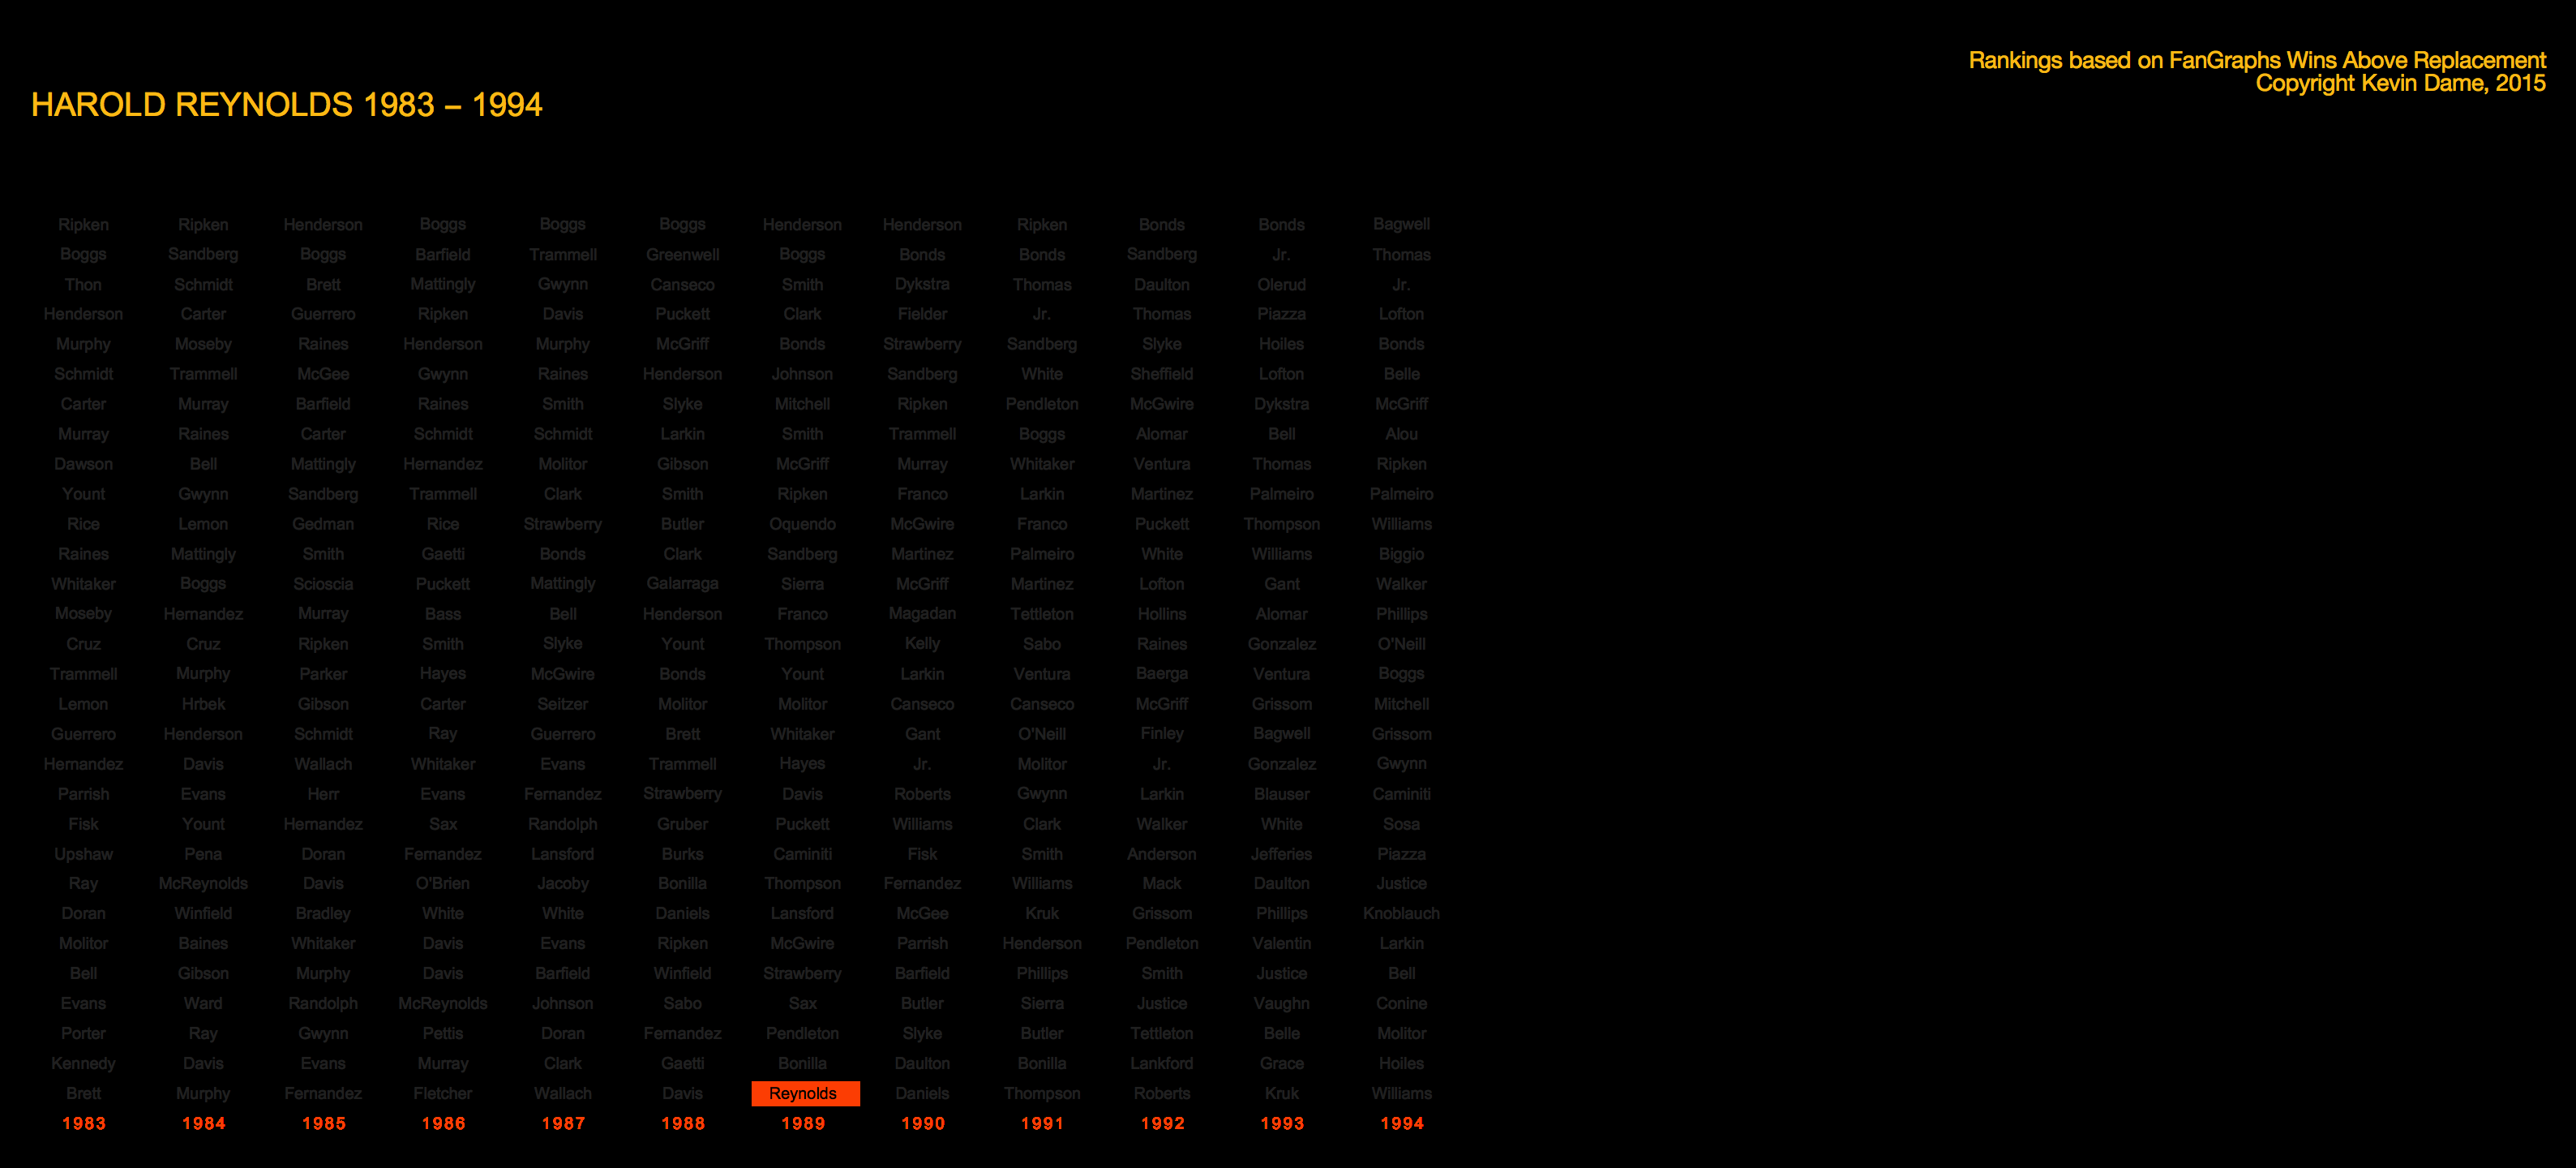 Rankings based on FanGraphs Wins Above Replacement
Copyright Kevin Dame, 2015
HAROLD REYNOLDS 1983 – 1994
Ripken Ripken Henderson Boggs Boggs Boggs Henderson Henderson Ripken Bonds Bonds Bagwell
Boggs Sandberg Boggs Barfield Trammell Greenwell Boggs Bonds Bonds Sandberg Jr. Thomas
Thon Schmidt Brett Mattingly Gwynn Canseco Smith Dykstra Thomas Daulton Olerud Jr.
Henderson Carter Guerrero Ripken Davis Puckett Clark Fielder Jr. Thomas Piazza Lofton
Murphy Moseby Raines Henderson Murphy McGriff Bonds Strawberry Sandberg Slyke Hoiles Bonds
Schmidt Trammell McGee Gwynn Raines Henderson Johnson Sandberg White Sheffield Lofton Belle
Carter Murray Barfield Raines Smith Slyke Mitchell Ripken Pendleton McGwire Dykstra McGriff
Murray Raines Carter Schmidt Schmidt Larkin Smith Trammell Boggs Alomar Bell Alou
Dawson Bell Mattingly Hernandez Molitor Gibson McGriff Murray Whitaker Ventura Thomas Ripken
Yount Gwynn Sandberg Trammell Clark Smith Ripken Franco Larkin Martinez Palmeiro Palmeiro
Rice Lemon Gedman Rice Strawberry Butler Oquendo McGwire Franco Puckett Thompson Williams
Raines Mattingly Smith Gaetti Bonds Clark Sandberg Martinez Palmeiro White Williams Biggio
Whitaker Boggs Scioscia Puckett Mattingly Galarraga Sierra McGriff Martinez Lofton Gant Walker
Moseby Hernandez Murray Bass Bell Henderson Franco Magadan Tettleton Hollins Alomar Phillips
Cruz Cruz Ripken Smith Slyke Yount Thompson Kelly Sabo Raines Gonzalez O'Neill
Trammell Murphy Parker Hayes McGwire Bonds Yount Larkin Ventura Baerga Ventura Boggs
Lemon Hrbek Gibson Carter Seitzer Molitor Molitor Canseco Canseco McGriff Grissom Mitchell
Guerrero Henderson Schmidt Ray Guerrero Brett Whitaker Gant O'Neill Finley Bagwell Grissom
Hernandez Davis Wallach Whitaker Evans Trammell Hayes Jr. Molitor Jr. Gonzalez Gwynn
Parrish Evans Herr Evans Fernandez Strawberry Davis Roberts Gwynn Larkin Blauser Caminiti
Fisk Yount Hernandez Sax Randolph Gruber Puckett Williams Clark Walker White Sosa
Upshaw Pena Doran Fernandez Lansford Burks Caminiti Fisk Smith Anderson Jefferies Piazza
Ray McReynolds Davis O'Brien Jacoby Bonilla Thompson Fernandez Williams Mack Daulton Justice
Doran Winfield Bradley White White Daniels Lansford McGee Kruk Grissom Phillips Knoblauch
Molitor Baines Whitaker Davis Evans Ripken McGwire Parrish Henderson Pendleton Valentin Larkin
Bell Gibson Murphy Davis Barfield Winfield Strawberry Barfield Phillips Smith Justice Bell
Evans Ward Randolph McReynolds Johnson Sabo Sax Butler Sierra Justice Vaughn Conine
Porter Ray Gwynn Pettis Doran Fernandez Pendleton Slyke Butler Tettleton Belle Molitor
Kennedy Davis Evans Murray Clark Gaetti Bonilla Daulton Bonilla Lankford Grace Hoiles
Brett Murphy Fernandez Fletcher Wallach Davis Reynolds Daniels Thompson Roberts Kruk Williams
1983 1984 1985 1986 1987 1988 1989 1990 1991 1992 1993 1994